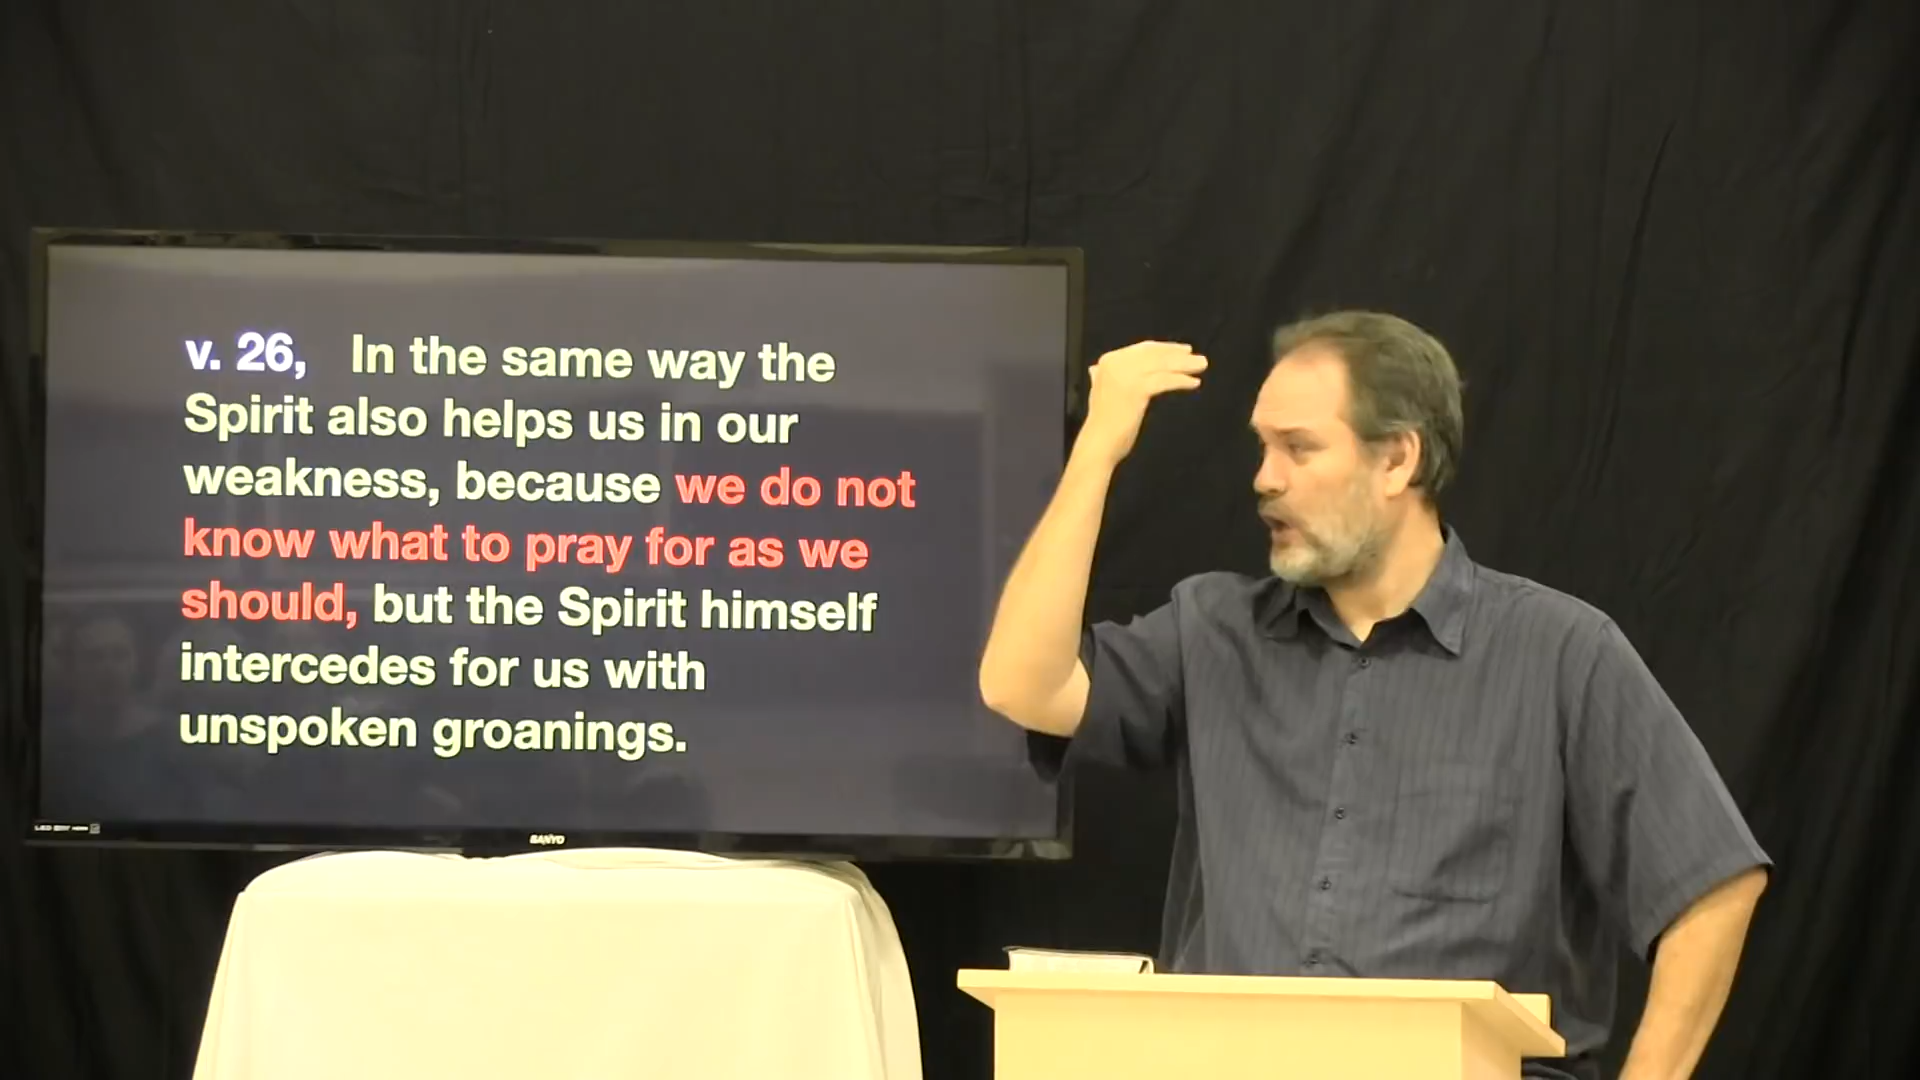 v. 26, In the same way the
Spirit also helps us in our
weakness, because we do not
know what to pray for as we
should, but the Spirit himself
intercedes for us with
unspoken groanings.
SANYO